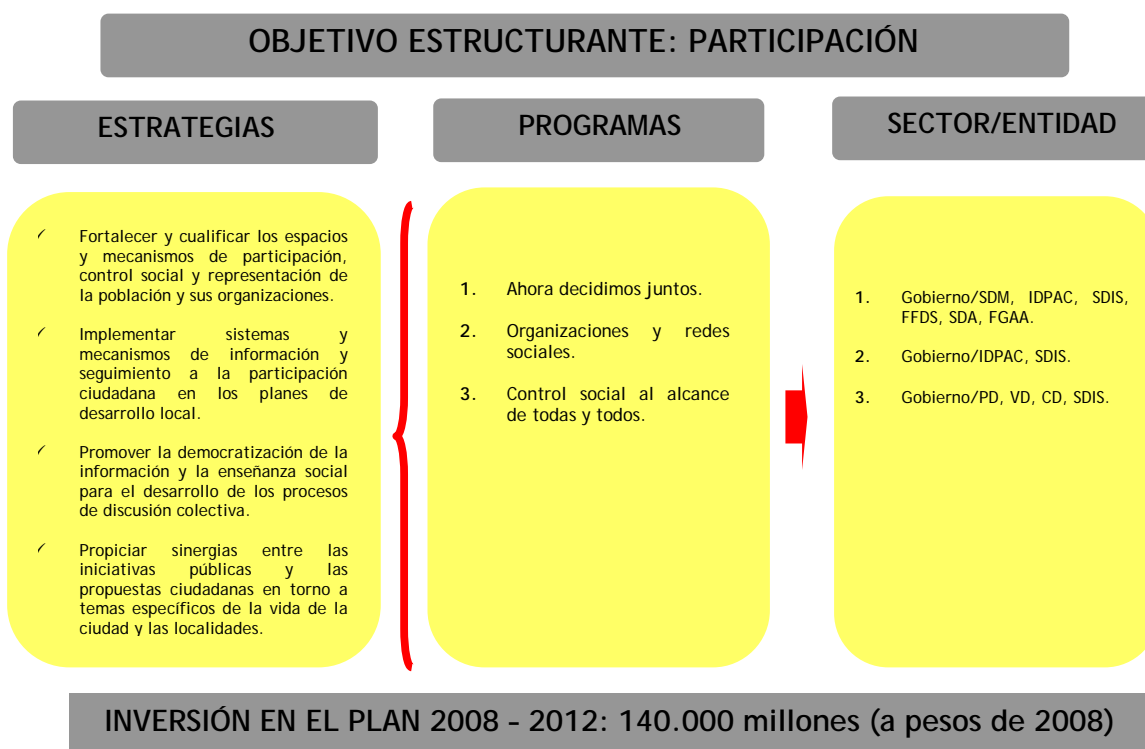 OBJETIVO ESTRUCTURANTE: PARTICIPACIÓN
ESTRATEGIAS
Fortalecer y cualificar los espacios
y mecanismos de participación,
control social y representación de
la población y sus organizaciones.
Implementar sistemas y
mecanismos de información y
seguimiento a la participación
ciudadana en los planes de
desarrollo local.
Promover la democratización de la
información y la enseñanza social
para el desarrollo de los procesos
de discusión colectiva.
Propiciar sinergias entre las
iniciativas públicas y las
propuestas ciudadanas en torno a
temas específicos de la vida de la
ciudad y las localidades.
PROGRAMAS
1. Ahora decidimos juntos.
2. Organizaciones y redes
sociales.
3. Control social al alcance
de todas y todos.
SECTOR/ENTIDAD
1. Gobierno/SDM, IDPAC, SDIS,
FFDS, SDA, FGAA.
2. Gobierno/IDPAC, SDIS.
3. Gobierno/PD, VD, CD, SDIS.
INVERSIÓN EN EL PLAN 2008 - 2012: 140.000 millones (a pesos de 2008)